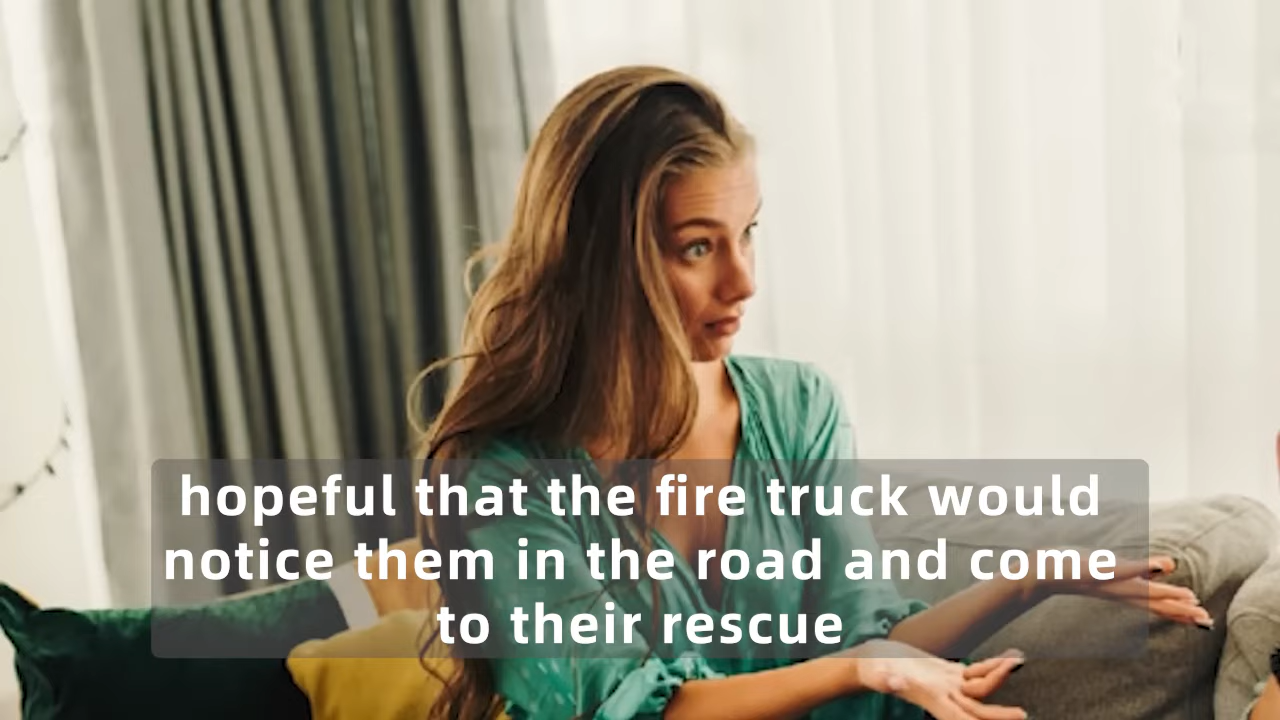 hopeful that the fire truck would
notice them in the road and come
to their rescue